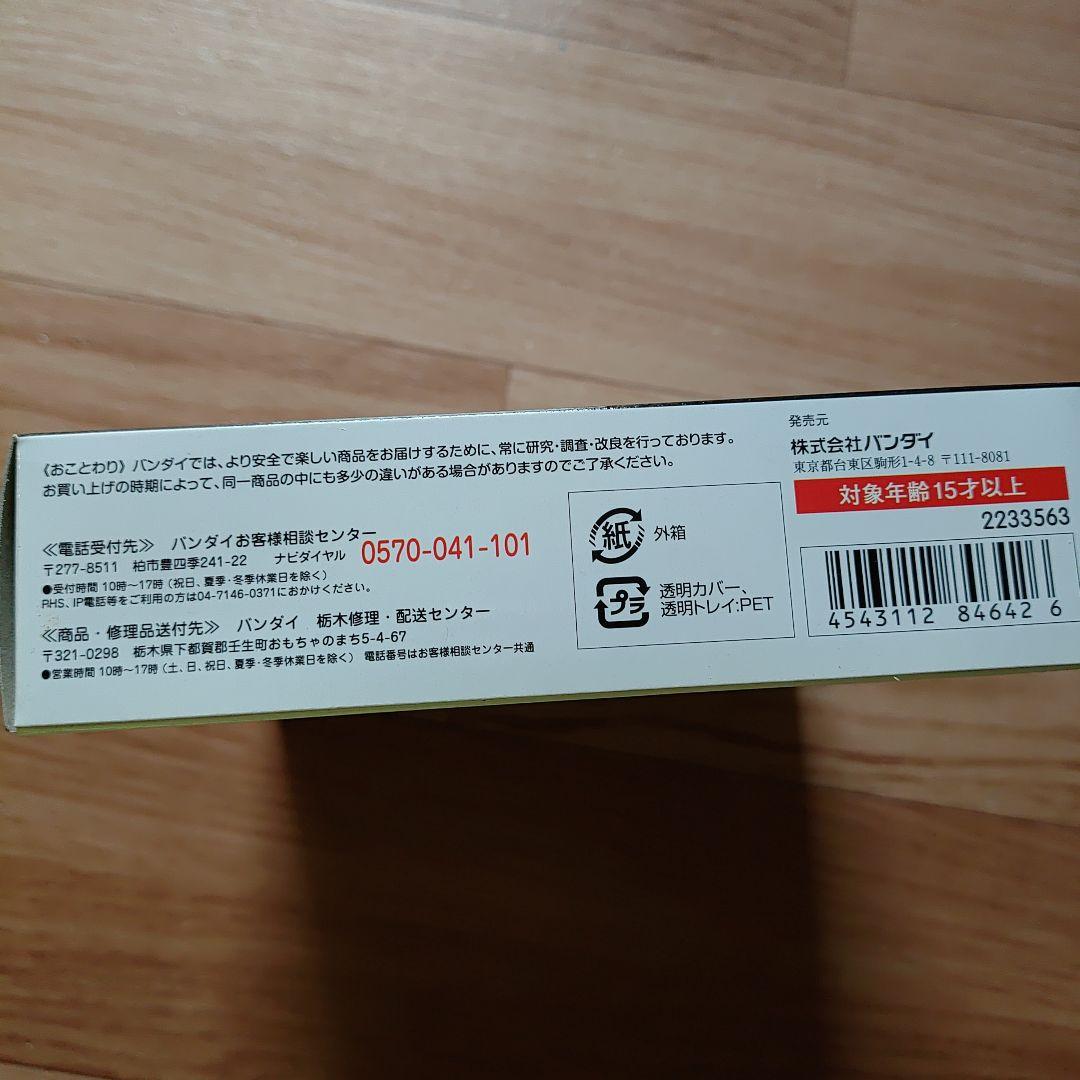 《おことわり》バンダイでは、より安全で楽しい商品をお届けするために、常に研究・調査・改良を行っております。
お買い上げの時期によって、同一商品の中にも多少の違いがある場合がありますのでご了承ください。
≪電話受付先≫ バンダイお客様相談センター
〒277-8511 柏市豊四季241-22 ナビダイヤル 0570-041-101
●受付時間 10時〜17時(祝日、夏季・冬季休業日を除く)
PHS、IP電話等をご利用の方は04-7146-0371におかけください。
≪商品・修理品送付先≫ バンダイ 栃木修理・配送センター
〒321-0298 栃木県下都賀郡壬生町おもちゃのまち5-4-67
●営業時間 10時〜17時(土、日、祝日、夏季・冬季休業日を除く) 電話番号はお客様相談センター共通
紙 外箱
プラ 透明カバー、
透明トレイ:PET
発売元
株式会社バンダイ
東京都台東区駒形1-4-8 〒111-8081
対象年齢15才以上
2233563
4543112 84642 6